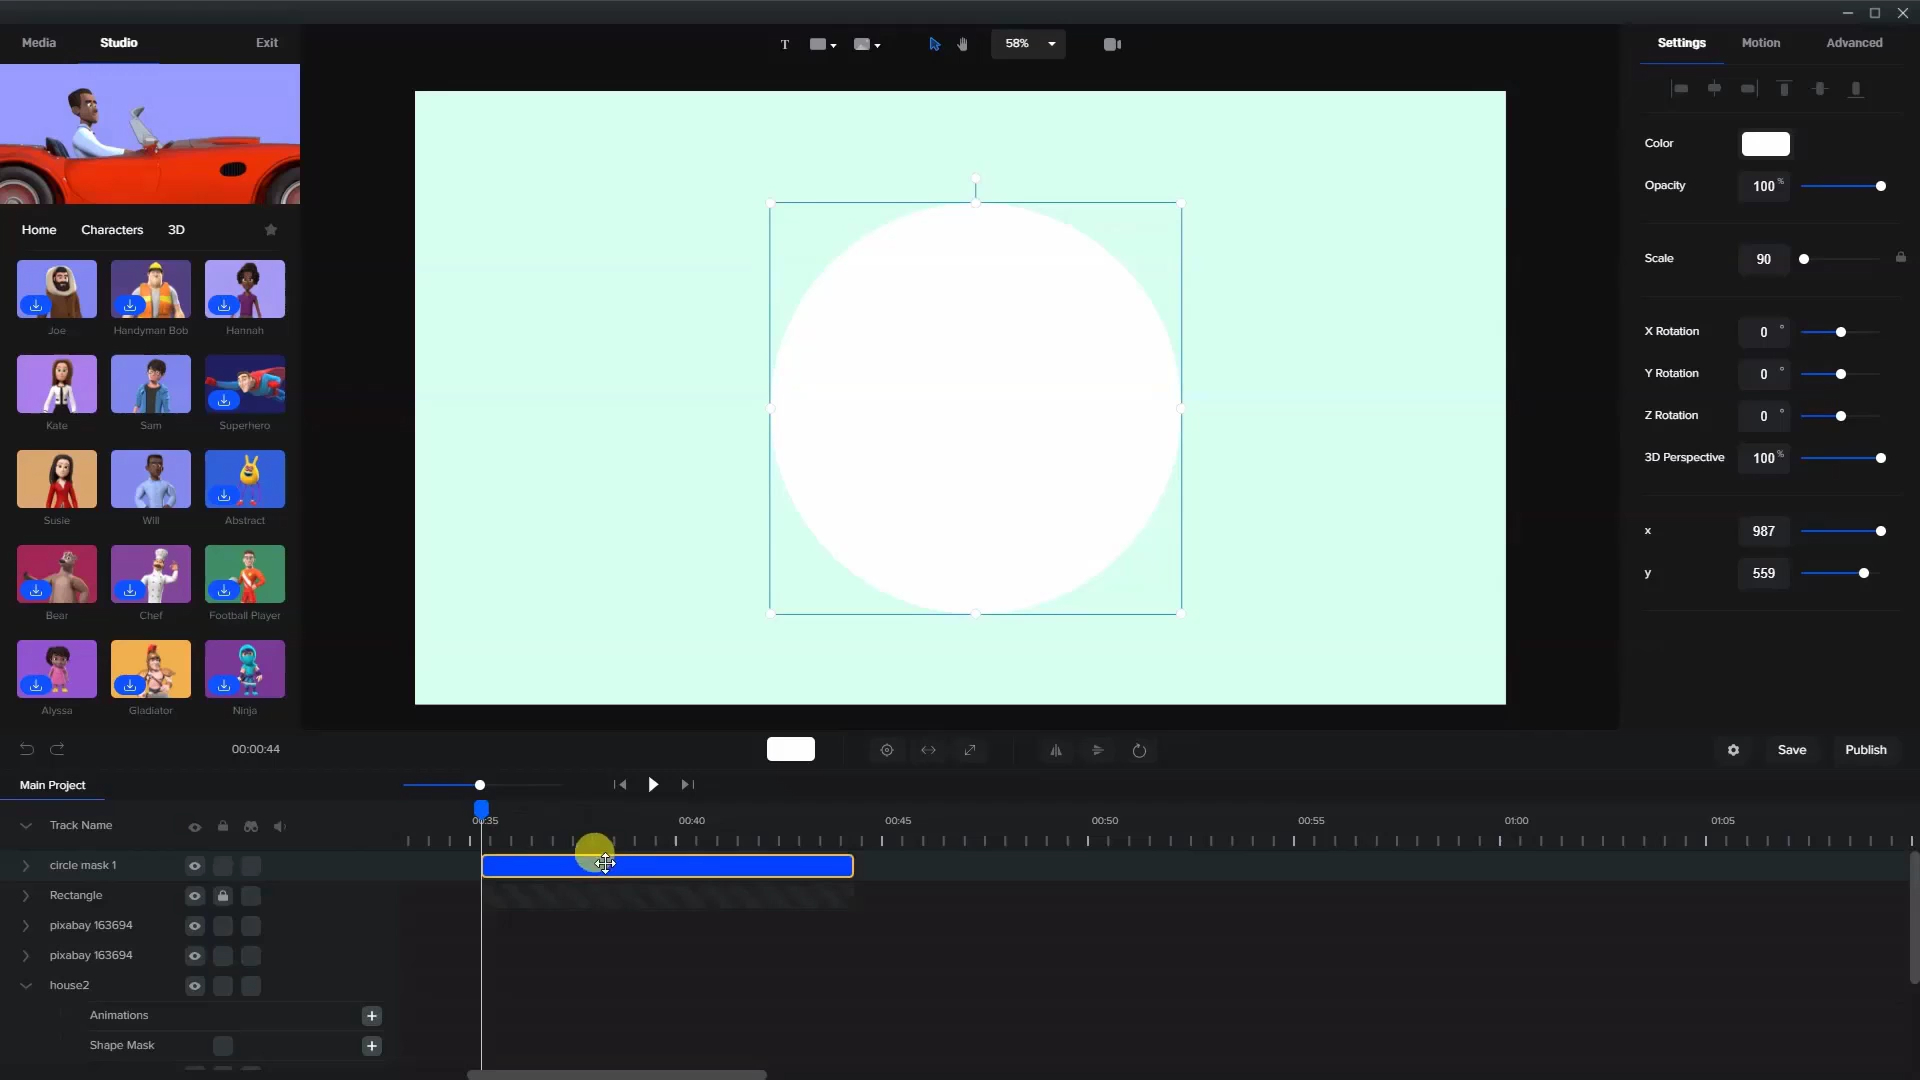 Media Studio Exit
T 58%
Settings Motion Advanced
Color
Opacity 100 %
Home Characters 3D
Scale 90
Joe Handyman Bob Hannah
X Rotation 0 °
Y Rotation 0 °
Kate Sam Superhero
Z Rotation 0 °
3D Perspective 100 %
Susie Will Abstract
x 987
y 559
Bear Chef Football Player
Alyssa Gladiator Ninja
00:00:44 Save Publish
Main Project
Track Name 00:35 00:40 00:45 00:50 00:55 01:00 01:05
circle mask 1
Rectangle
pixabay 163694
pixabay 163694
house2
Animations +
Shape Mask +